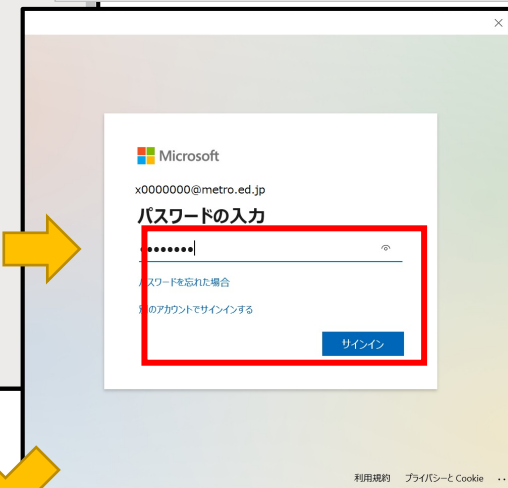 Microsoft
x0000000@metro.ed.jp
パスワードの入力
••••••••
パスワードを忘れた場合
別のアカウントでサインインする
サインイン
利用規約 プライバシーと Cookie ··